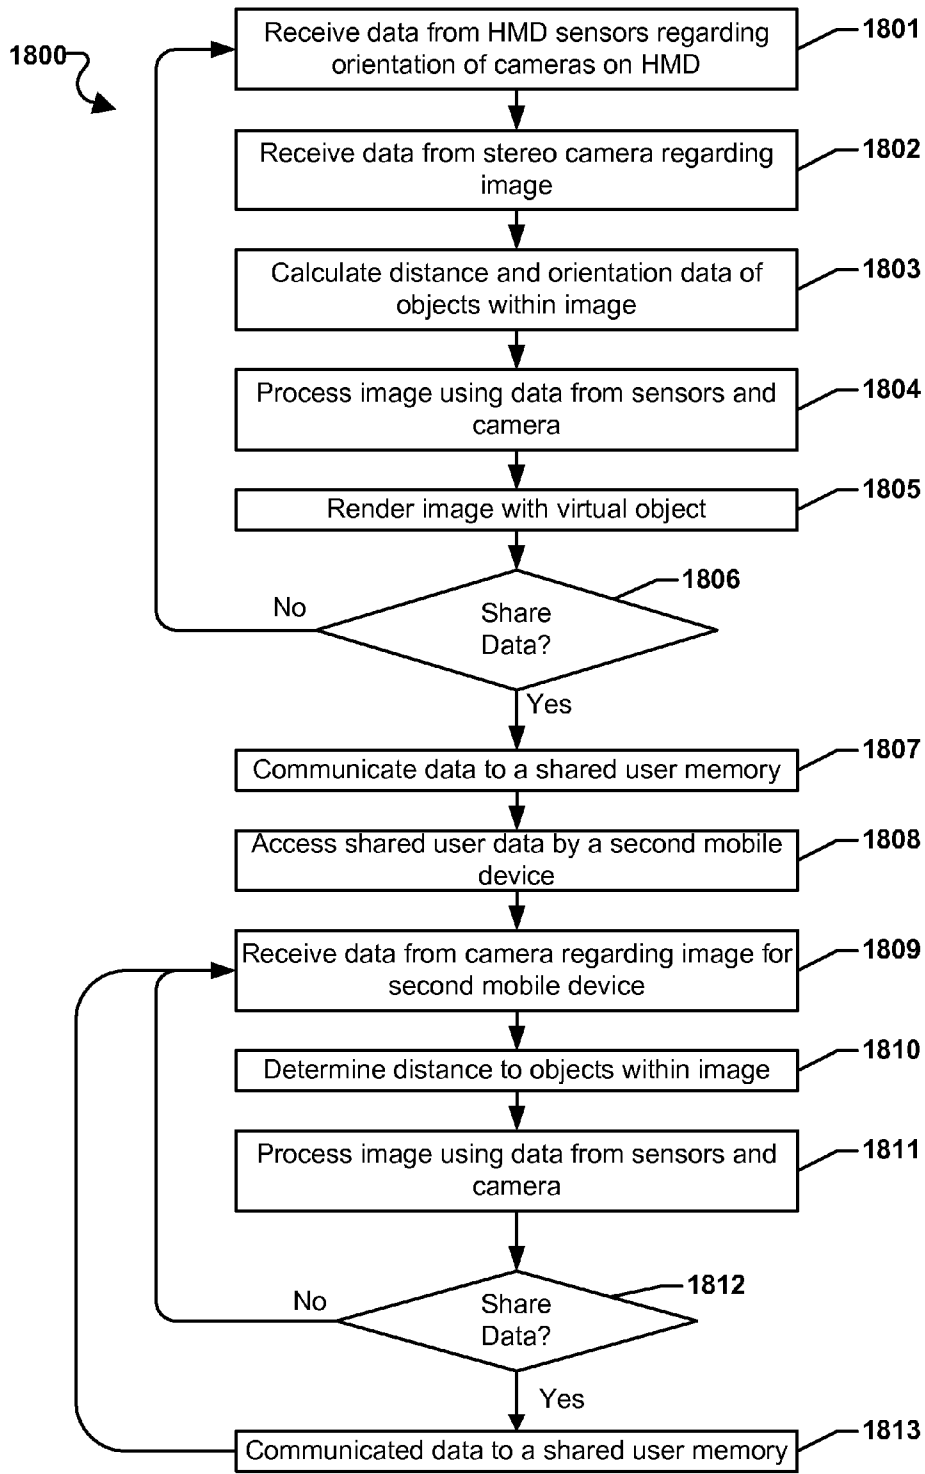 1800
Receive data from HMD sensors regarding
orientation of cameras on HMD
1801
Receive data from stereo camera regarding
image
1802
Calculate distance and orientation data of
objects within image
1803
Process image using data from sensors and
camera
1804
Render image with virtual object
1805
Share
Data?
1806
No
Yes
Communicate data to a shared user memory
1807
Access shared user data by a second mobile
device
1808
Receive data from camera regarding image for
second mobile device
1809
Determine distance to objects within image
1810
Process image using data from sensors and
camera
1811
Share
Data?
1812
No
Yes
Communicated data to a shared user memory
1813